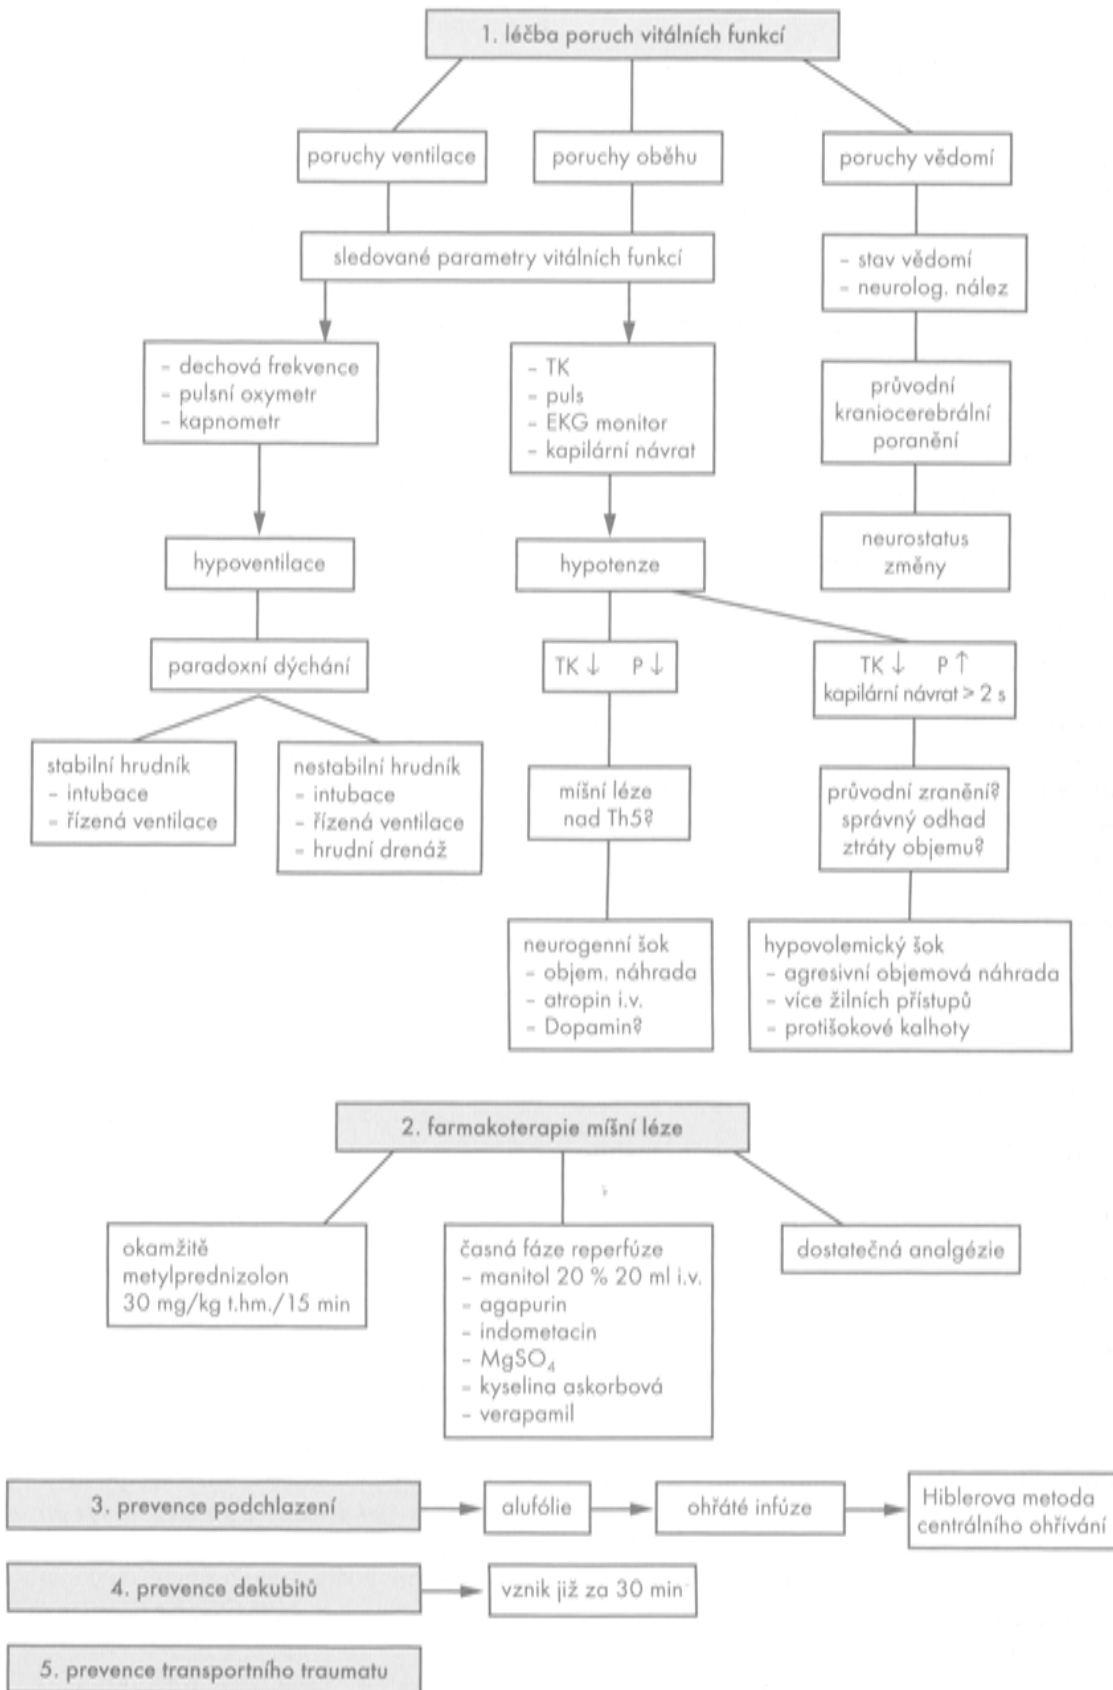 1. léčba poruch vitálních funkcí
poruchy ventilace
poruchy oběhu
poruchy vědomí
sledované parametry vitálních funkcí
– stav vědomí
– neurolog. nález
– dechová frekvence
– pulsní oxymetr
– kapnometr
– TK
– puls
– EKG monitor
– kapilární návrat
průvodní
kraniocerebrální
poranění
hypoventilace
hypotenze
neurostatus
změny
paradoxní dýchání
TK ↓ P ↓
TK ↓ P ↑
kapilární návrat > 2 s
stabilní hrudník
– intubace
– řízená ventilace
nestabilní hrudník
– intubace
– řízená ventilace
– hrudní drenáž
míšní léze
nad Th5?
průvodní zranění?
správný odhad
ztráty objemu?
neurogenní šok
– objem. náhrada
– atropin i.v.
– Dopamin?
hypovolemický šok
– agresivní objemová náhrada
– více žilních přístupů
– protišokové kalhoty
2. farmakoterapie míšní léze
okamžitě
metylprednizolon
30 mg/kg t.hm./15 min
časná fáze reperfúze
– manitol 20 % 20 ml i.v.
– agapurin
– indometacin
– MgSO₄
– kyselina askorbová
– verapamil
dostatečná analgézie
3. prevence podchlazení
alufólie
ohřáté infúze
Hiblerova metoda
centrálního ohřívání
4. prevence dekubitů
vznik již za 30 min
5. prevence transportního traumatu